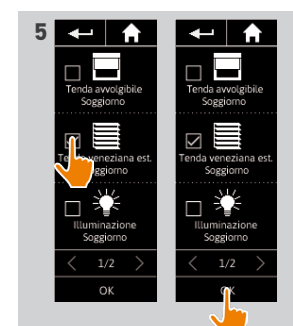 5
Tenda avvolgibile
Soggiorno
Tenda veneziana est.
Soggiorno
Illuminazione
Soggiorno
< 1/2 >
OK
Tenda avvolgibile
Soggiorno
Tenda veneziana est.
Soggiorno
Illuminazione
Soggiorno
< 1/2 >
OK